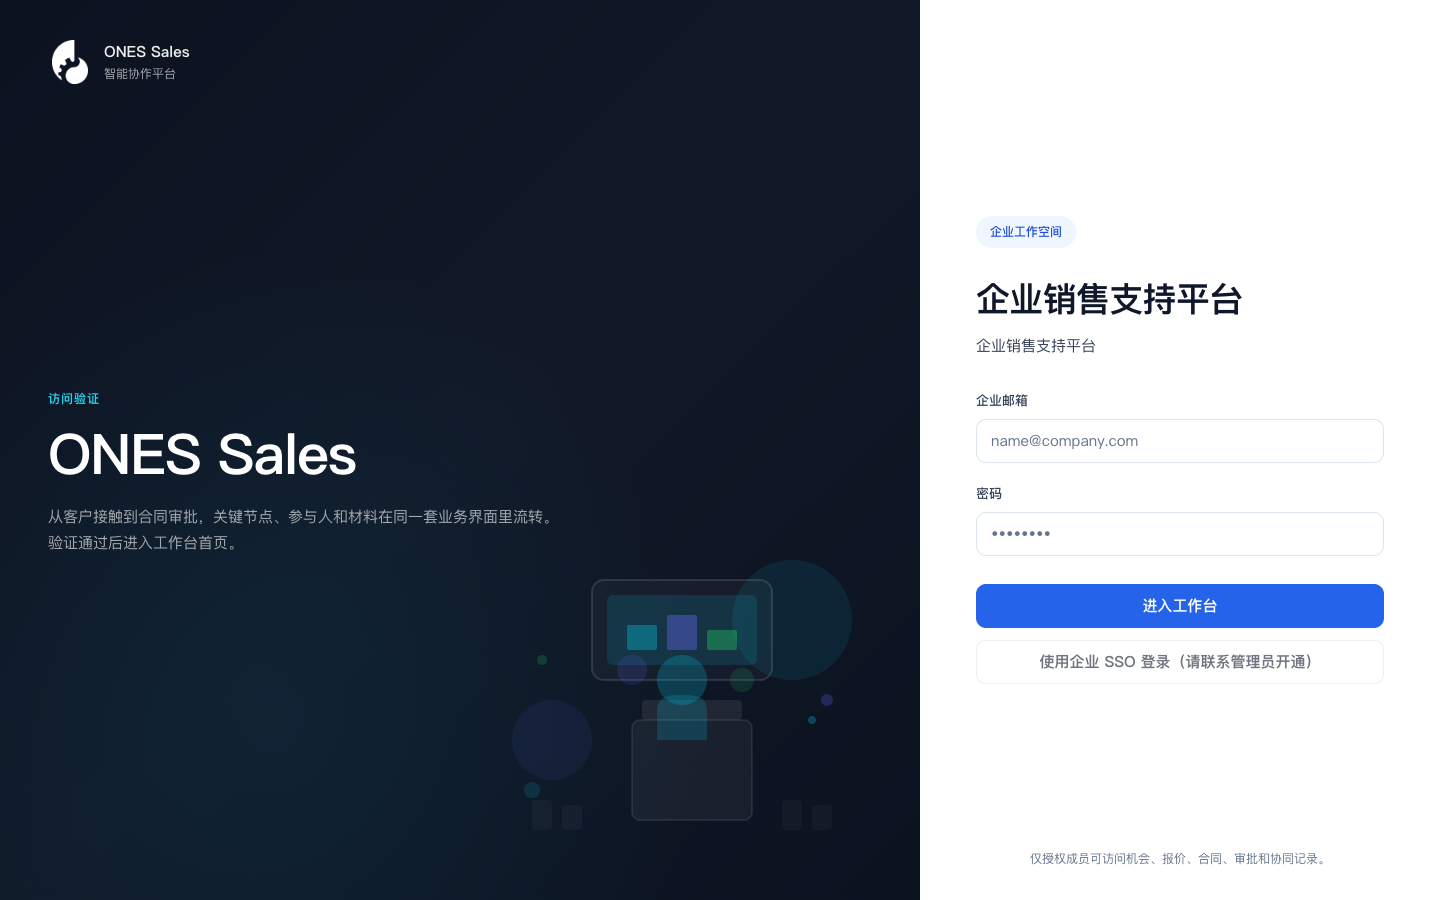 ONES Sales
智能协作平台
访问验证
ONES Sales
从客户接触到合同审批，关键节点、参与人和材料在同一套业务界面里流转。
验证通过后进入工作台首页。
企业工作空间
企业销售支持平台
企业销售支持平台
企业邮箱
name@company.com
密码
••••••••
进入工作台
使用企业 SSO 登录（请联系管理员开通）
仅授权成员可访问机会、报价、合同、审批和协同记录。